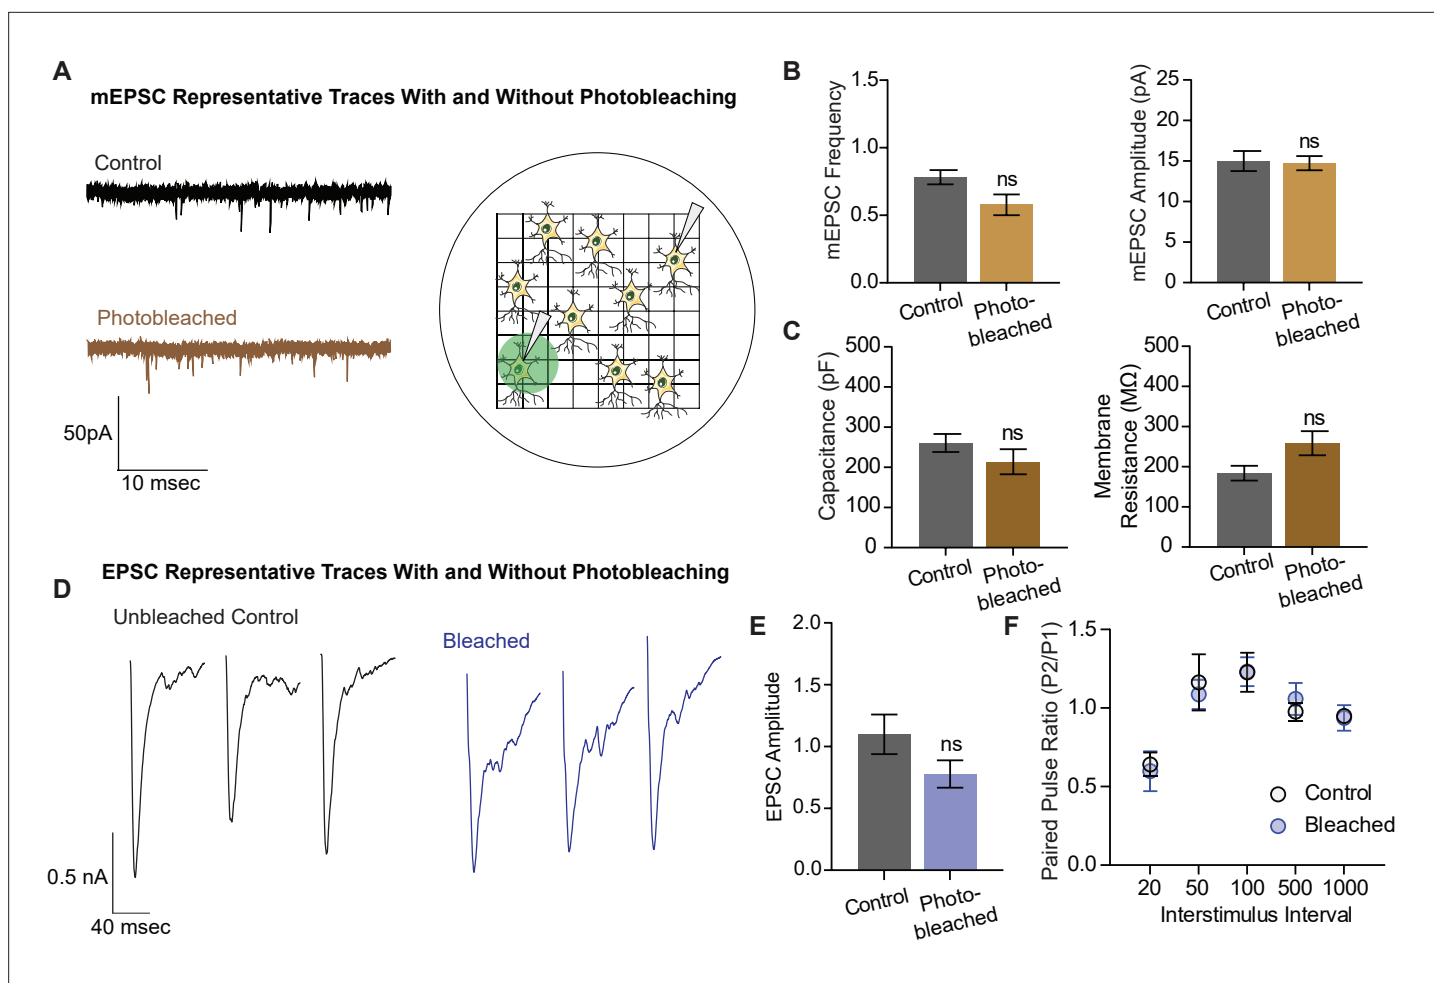 A
mEPSC Representative Traces With and Without Photobleaching
Control
Photobleached
50pA
10 msec
B
mEPSC Frequency
1.5
1.0
0.5
0.0
ns
Control
Photo-
bleached
mEPSC Amplitude (pA)
25
20
15
10
5
0
ns
Control
Photo-
bleached
C
Capacitance (pF)
500
400
300
200
100
0
ns
Control
Photo-
bleached
Membrane
Resistance (MΩ)
500
400
300
200
100
0
ns
Control
Photo-
bleached
D
EPSC Representative Traces With and Without Photobleaching
Unbleached Control
Bleached
0.5 nA
40 msec
E
EPSC Amplitude
2.0
1.5
1.0
0.5
0.0
ns
Control
Photo-
bleached
F
Paired Pulse Ratio (P2/P1)
1.5
1.0
0.5
0.0
Control
Bleached
20 50 100 500 1000
Interstimulus Interval